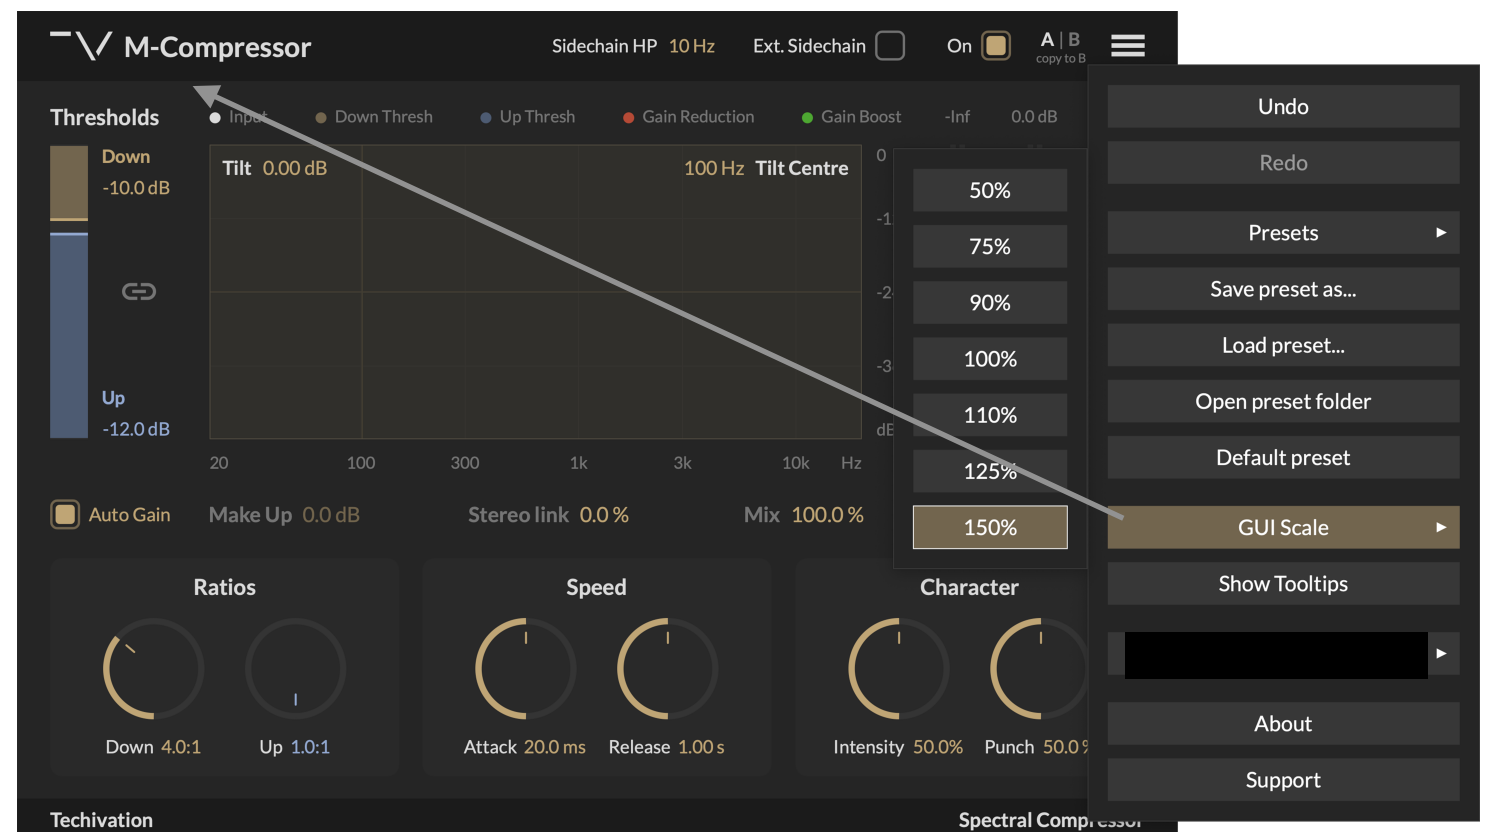 M-Compressor
Sidechain HP 10 Hz
Ext. Sidechain
On
A | B
copy to B
Thresholds
Input
Down Thresh
Up Thresh
Gain Reduction
Gain Boost
-Inf
0.0 dB
Down
-10.0 dB
Up
-12.0 dB
Tilt 0.00 dB
100 Hz Tilt Centre
0
20
100
300
1k
3k
10k
Hz
Auto Gain
Make Up 0.0 dB
Stereo link 0.0 %
Mix 100.0 %
Ratios
Down 4.0:1
Up 1.0:1
Speed
Attack 20.0 ms
Release 1.00 s
Character
Intensity 50.0%
Punch 50.0
Techivation
Spectral Compressor
50%
75%
90%
100%
110%
125%
150%
Undo
Redo
Presets
Save preset as...
Load preset...
Open preset folder
Default preset
GUI Scale
Show Tooltips
About
Support